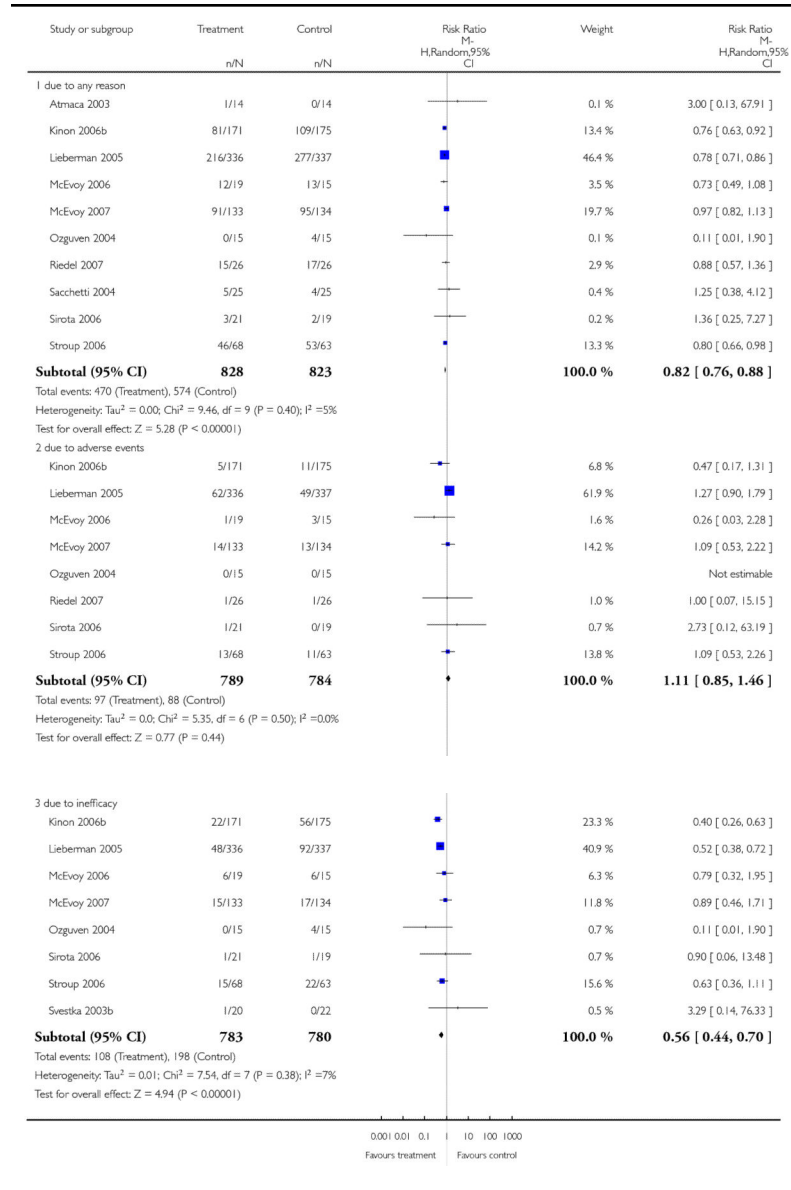 Study or subgroup Treatment Control Risk Ratio Weight Risk Ratio
M- M-
H,Random,95% H,Random,95%
n/N n/N CI CI
1 due to any reason
Atmaca 2003 1/14 0/14 0.1 % 3.00 [ 0.13, 67.91 ]
Kinon 2006b 81/171 109/175 13.4 % 0.76 [ 0.63, 0.92 ]
Lieberman 2005 216/336 277/337 46.4 % 0.78 [ 0.71, 0.86 ]
McEvoy 2006 12/19 13/15 3.5 % 0.73 [ 0.49, 1.08 ]
McEvoy 2007 91/133 95/134 19.7 % 0.97 [ 0.82, 1.13 ]
Ozguven 2004 0/15 4/15 0.1 % 0.11 [ 0.01, 1.90 ]
Riedel 2007 15/26 17/26 2.9 % 0.88 [ 0.57, 1.36 ]
Sacchetti 2004 5/25 4/25 0.4 % 1.25 [ 0.38, 4.12 ]
Sirota 2006 3/21 2/19 0.2 % 1.36 [ 0.25, 7.27 ]
Stroup 2006 46/68 53/63 13.3 % 0.80 [ 0.66, 0.98 ]
Subtotal (95% CI) 828 823 100.0 % 0.82 [ 0.76, 0.88 ]
Total events: 470 (Treatment), 574 (Control)
Heterogeneity: Tau² = 0.00; Chi² = 9.46, df = 9 (P = 0.40); I² =5%
Test for overall effect: Z = 5.28 (P < 0.00001)
2 due to adverse events
Kinon 2006b 5/171 11/175 6.8 % 0.47 [ 0.17, 1.31 ]
Lieberman 2005 62/336 49/337 61.9 % 1.27 [ 0.90, 1.79 ]
McEvoy 2006 1/19 3/15 1.6 % 0.26 [ 0.03, 2.28 ]
McEvoy 2007 14/133 13/134 14.2 % 1.09 [ 0.53, 2.22 ]
Ozguven 2004 0/15 0/15 Not estimable
Riedel 2007 1/26 1/26 1.0 % 1.00 [ 0.07, 15.15 ]
Sirota 2006 1/21 0/19 0.7 % 2.73 [ 0.12, 63.19 ]
Stroup 2006 13/68 11/63 13.8 % 1.09 [ 0.53, 2.26 ]
Subtotal (95% CI) 789 784 100.0 % 1.11 [ 0.85, 1.46 ]
Total events: 97 (Treatment), 88 (Control)
Heterogeneity: Tau² = 0.0; Chi² = 5.35, df = 6 (P = 0.50); I² =0.0%
Test for overall effect: Z = 0.77 (P = 0.44)
3 due to inefficacy
Kinon 2006b 22/171 56/175 23.3 % 0.40 [ 0.26, 0.63 ]
Lieberman 2005 48/336 92/337 40.9 % 0.52 [ 0.38, 0.72 ]
McEvoy 2006 6/19 6/15 6.3 % 0.79 [ 0.32, 1.95 ]
McEvoy 2007 15/133 17/134 11.8 % 0.89 [ 0.46, 1.71 ]
Ozguven 2004 0/15 4/15 0.7 % 0.11 [ 0.01, 1.90 ]
Sirota 2006 1/21 1/19 0.7 % 0.90 [ 0.06, 13.48 ]
Stroup 2006 15/68 22/63 15.6 % 0.63 [ 0.36, 1.11 ]
Svestka 2003b 1/20 0/22 0.5 % 3.29 [ 0.14, 76.33 ]
Subtotal (95% CI) 783 780 100.0 % 0.56 [ 0.44, 0.70 ]
Total events: 108 (Treatment), 198 (Control)
Heterogeneity: Tau² = 0.01; Chi² = 7.54, df = 7 (P = 0.38); I² =7%
Test for overall effect: Z = 4.94 (P < 0.00001)
0.001 0.01 0.1 1 10 100 1000
Favours treatment Favours control